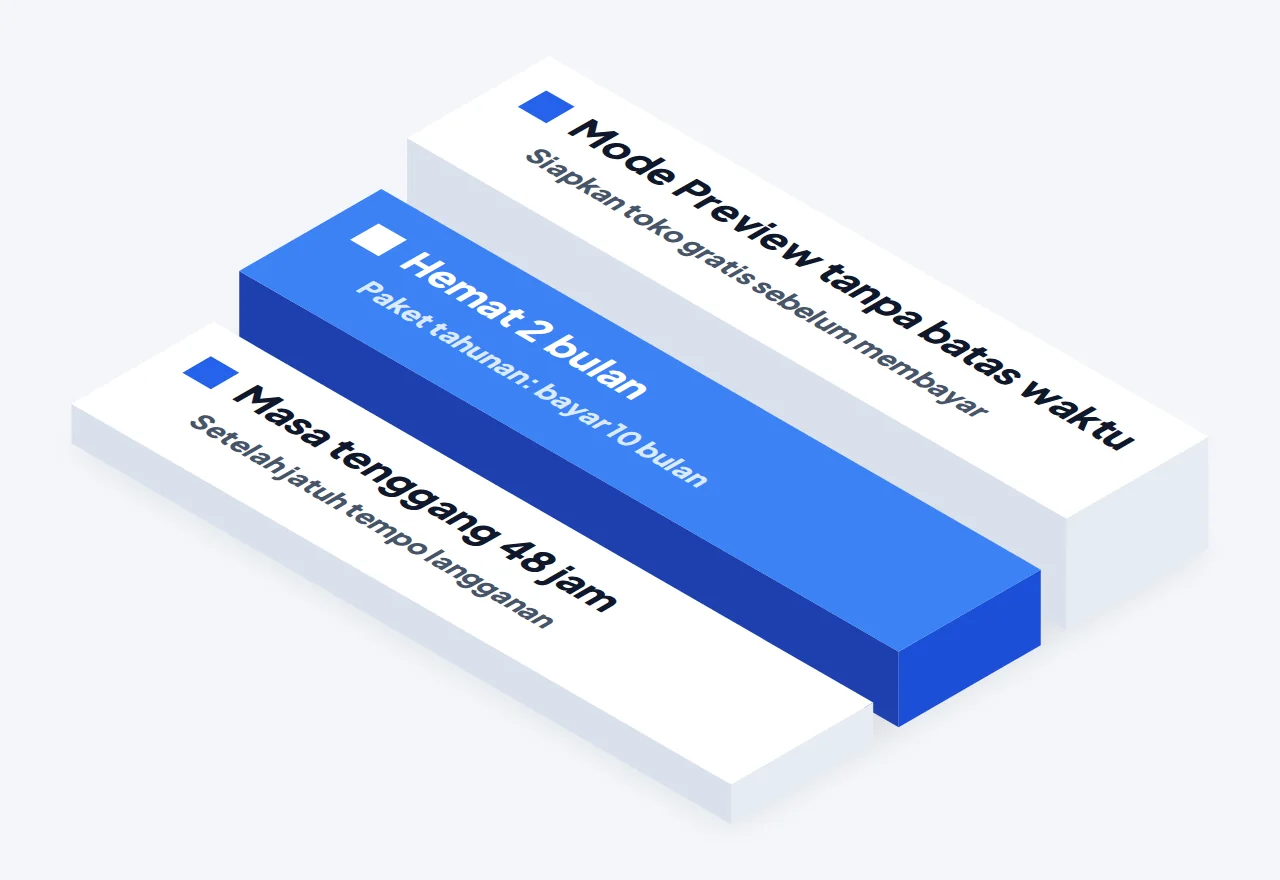 Mode Preview tanpa batas waktu
Siapkan toko gratis sebelum membayar
Hemat 2 bulan
Paket tahunan: bayar 10 bulan
Masa tenggang 48 jam
Setelah jatuh tempo langganan